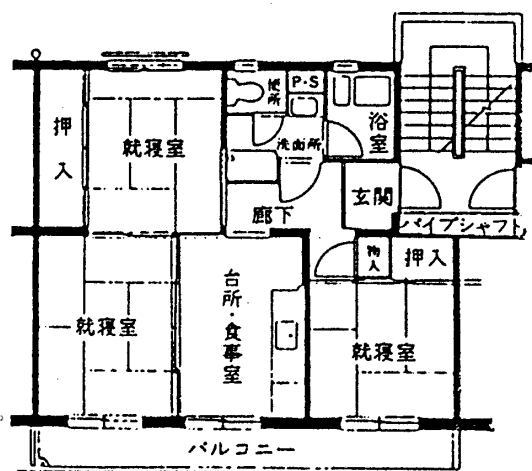 便所
P・S
押入
就寝室
洗面所
浴室
玄関
廊下
パイプシャフト
物入
押入
台所・食事室
就寝室
就寝室
バルコニー